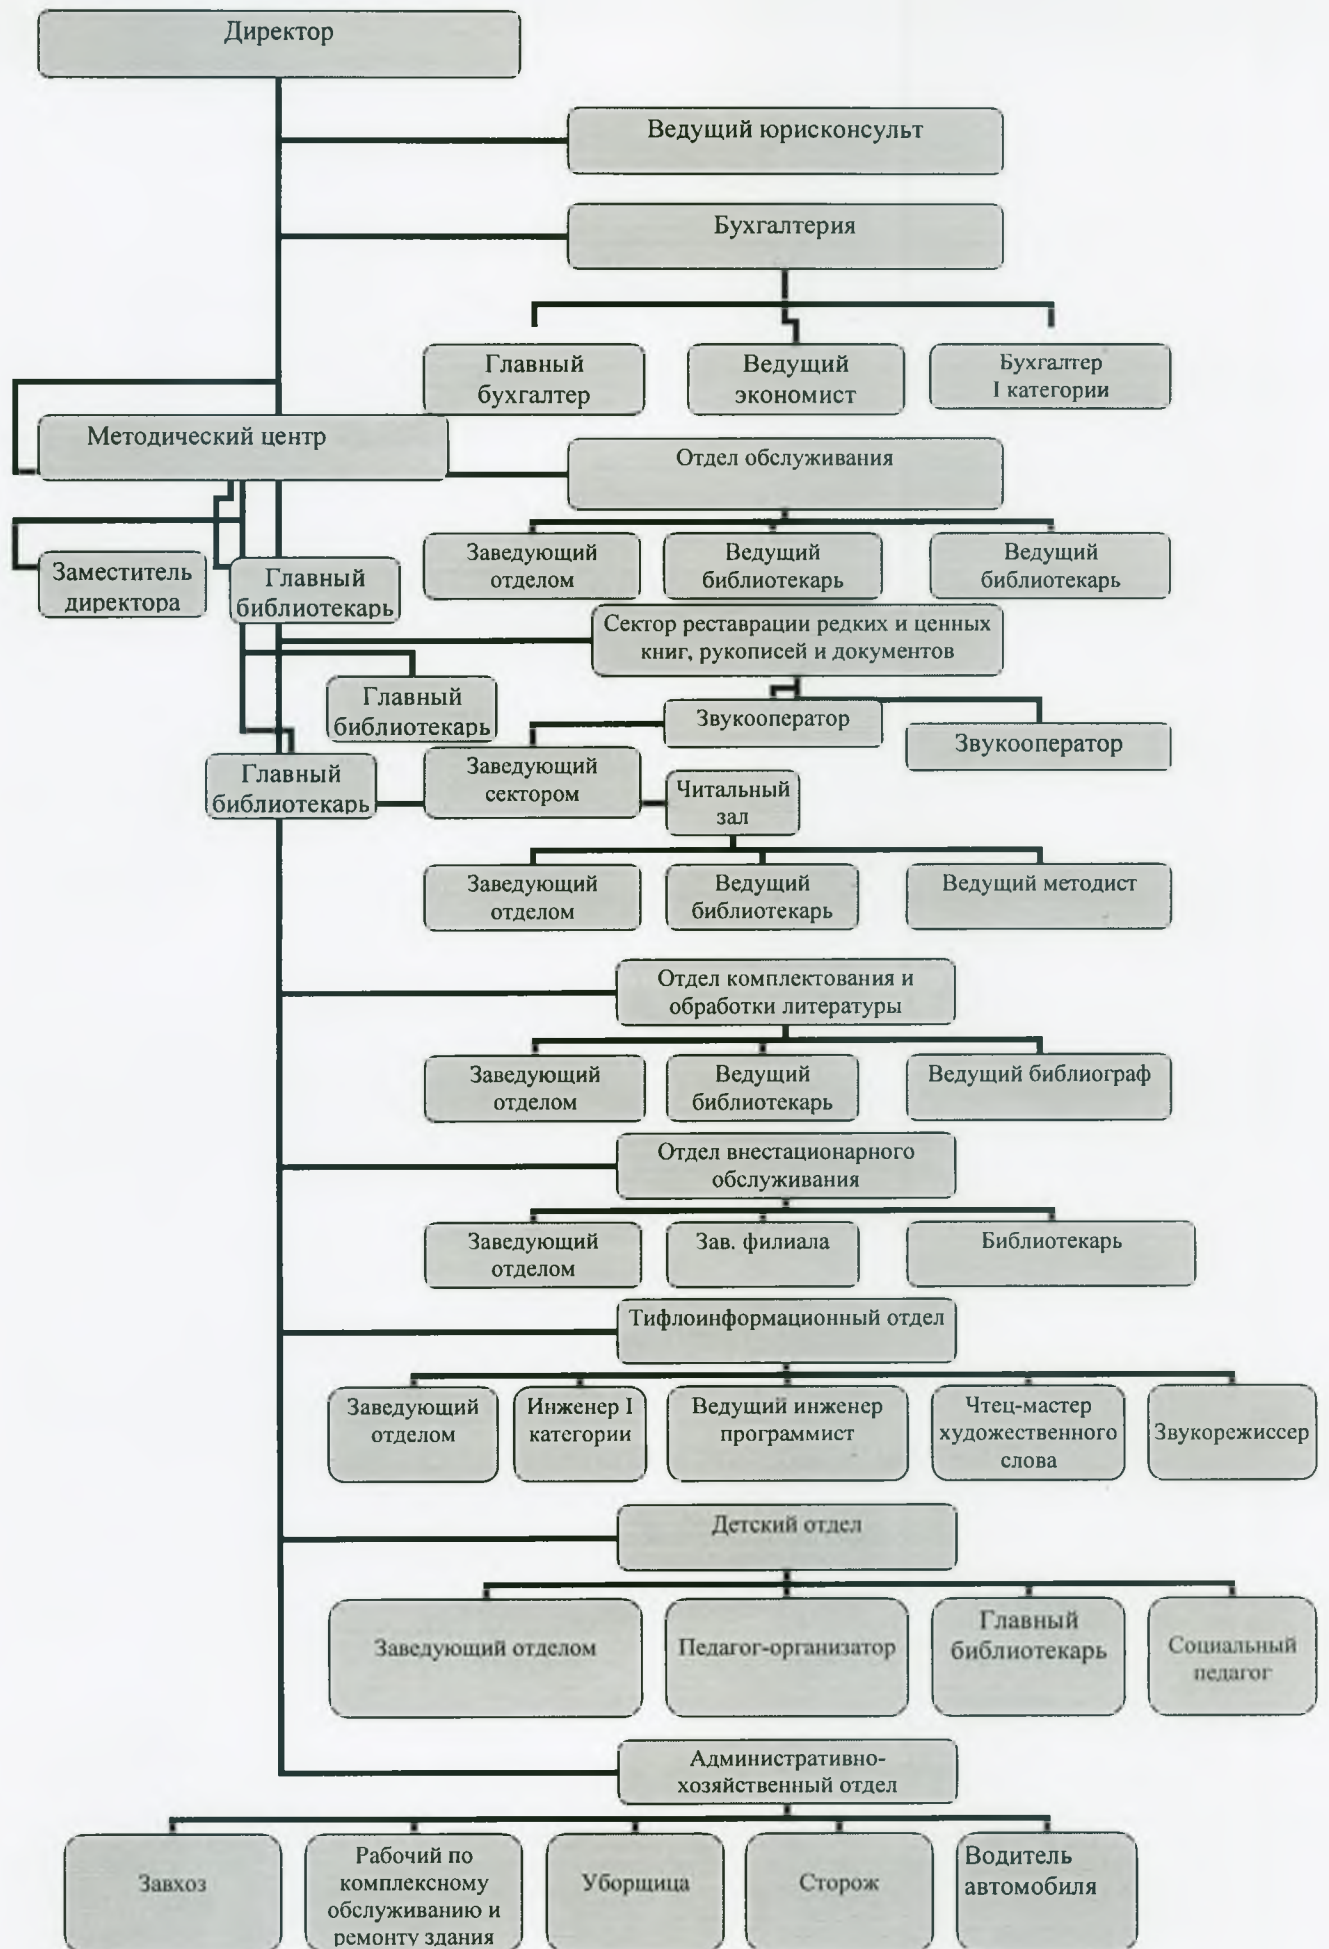 Директор
Ведущий юрисконсульт
Бухгалтерия
Главный
бухгалтер
Ведущий
экономист
Бухгалтер
I категории
Методический центр
Отдел обслуживания
Заместитель
директора
Главный
библиотекарь
Заведующий
отделом
Ведущий
библиотекарь
Ведущий
библиотекарь
Сектор реставрации редких и ценных
книг, рукописей и документов
Главный
библиотекарь
Звукооператор
Звукооператор
Главный
библиотекарь
Заведующий
сектором
Читальный
зал
Заведующий
отделом
Ведущий
библиотекарь
Ведущий методист
Отдел комплектования и
обработки литературы
Заведующий
отделом
Ведущий
библиотекарь
Ведущий библиограф
Отдел внестационарного
обслуживания
Заведующий
отделом
Зав. филиала
Библиотекарь
Тифлоинформационный отдел
Заведующий
отделом
Инженер I
категории
Ведущий инженер
программист
Чтец-мастер
художественного
слова
Звукорежиссер
Детский отдел
Заведующий отделом
Педагог-организатор
Главный
библиотекарь
Социальный
педагог
Административно-
хозяйственный отдел
Завхоз
Рабочий по
комплексному
обслуживанию и
ремонту здания
Уборщица
Сторож
Водитель
автомобиля